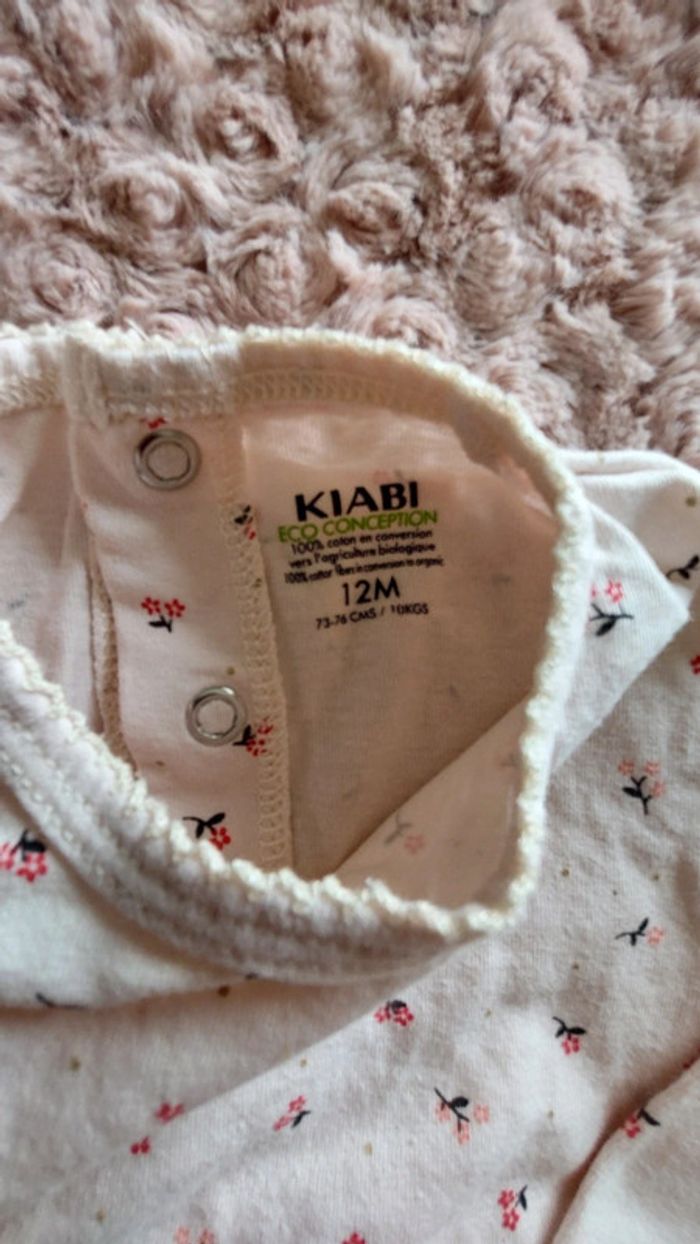 KIABI
ECO CONCEPTION
100% coton en conversion
vers l'agriculture biologique
100% cotton fibers in conversion to organic
12M
73-76 CMS / 10KGS